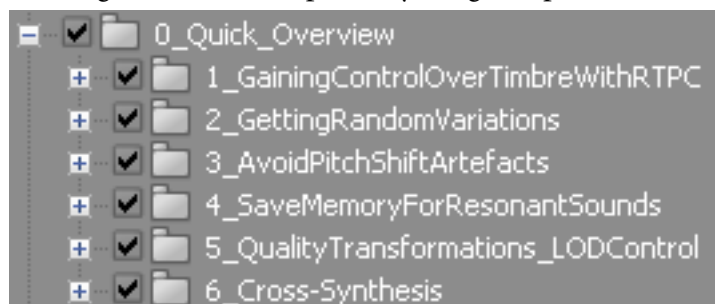 0_Quick_Overview
1_GainingControlOverTimbreWithRTPC
2_GettingRandomVariations
3_AvoidPitchShiftArtefacts
4_SaveMemoryForResonantSounds
5_QualityTransformations_LODControl
6_Cross-Synthesis